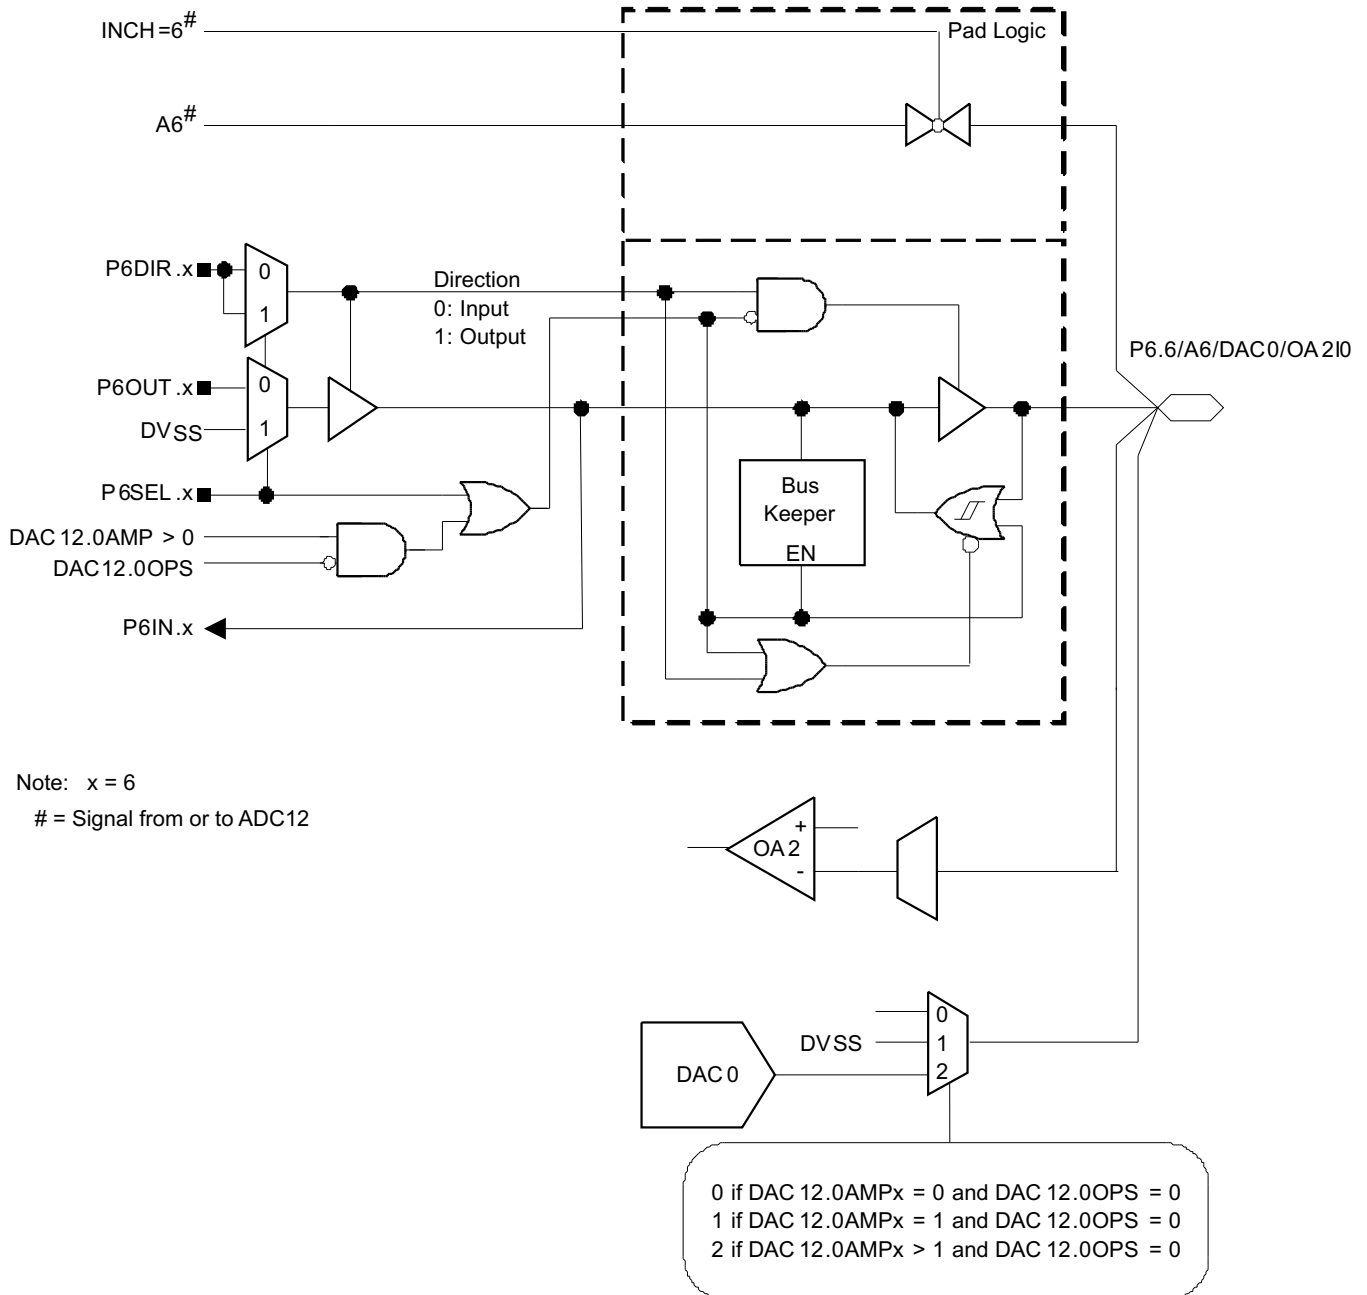 INCH=6#
Pad Logic
A6#
P6DIR.x
0
1
Direction
0: Input
1: Output
P6.6/A6/DAC0/OA2I0
P6OUT.x
0
DVSS
1
P6SEL.x
Bus
Keeper
EN
DAC12.0AMP > 0
DAC12.0OPS
P6IN.x
Note: x = 6
# = Signal from or to ADC12
+
OA2
-
0
DVSS
1
DAC0
2
0 if DAC12.0AMPx = 0 and DAC12.0OPS = 0
1 if DAC12.0AMPx = 1 and DAC12.0OPS = 0
2 if DAC12.0AMPx > 1 and DAC12.0OPS = 0